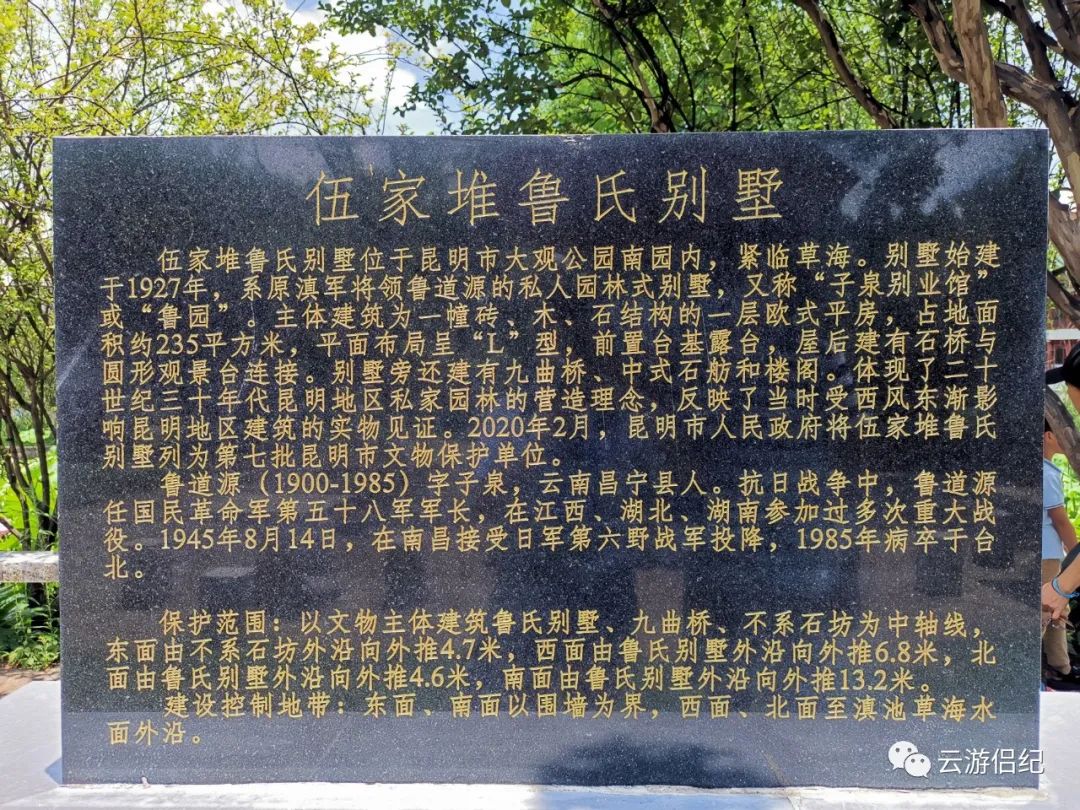 伍家堆鲁氏别墅
伍家堆鲁氏别墅位于昆明市大观公园南园内，紧临草海。别墅始建
于1927年，系原滇军将领鲁道源的私人园林式别墅，又称“子泉别业馆”
或“鲁园”。主体建筑为一幢砖、木、石结构的一层欧式平房，占地面
积约235平方米，平面布局呈“L”型，前置台基露台，屋后建有石桥与
圆形观景台连接。别墅旁还建有九曲桥、中式石舫和楼阁。体现了二十
世纪三十年代昆明地区私家园林的营造理念，反映了当时受西风东渐影
响昆明地区建筑的实物见证。2020年2月，昆明市人民政府将伍家堆鲁氏
别墅列为第七批昆明市文物保护单位。
鲁道源（1900-1985）字子泉，云南昌宁县人。抗日战争中，鲁道源
任国民革命军第五十八军军长，在江西、湖北、湖南参加过多次重大战
役。1945年8月14日，在南昌接受日军第六野战军投降，1985年病卒于台
北。
保护范围：以文物主体建筑鲁氏别墅、九曲桥、不系石坊为中轴线，
东面由不系石坊外沿向外推4.7米，西面由鲁氏别墅外沿向外推6.8米，北
面由鲁氏别墅外沿向外推4.6米，南面由鲁氏别墅外沿向外推13.2米。
建设控制地带：东面、南面以围墙为界，西面、北面至滇池草海水
面外沿。
云游侣纪